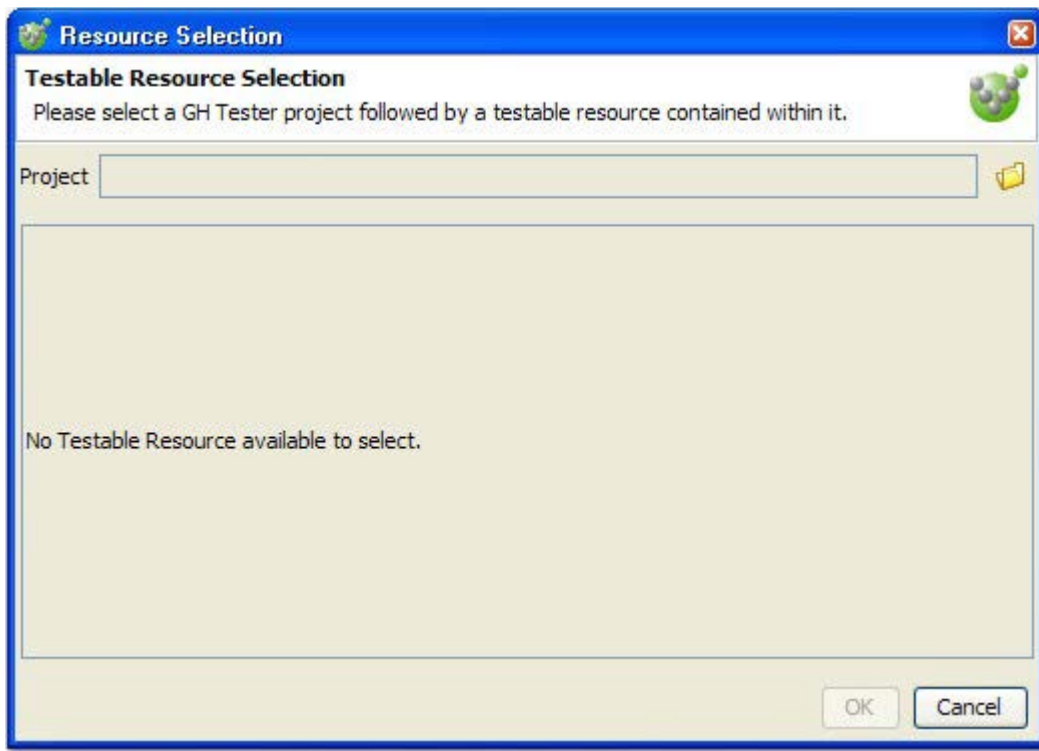 Resource Selection
Testable Resource Selection
Please select a GH Tester project followed by a testable resource contained within it.
Project
No Testable Resource available to select.
OK Cancel